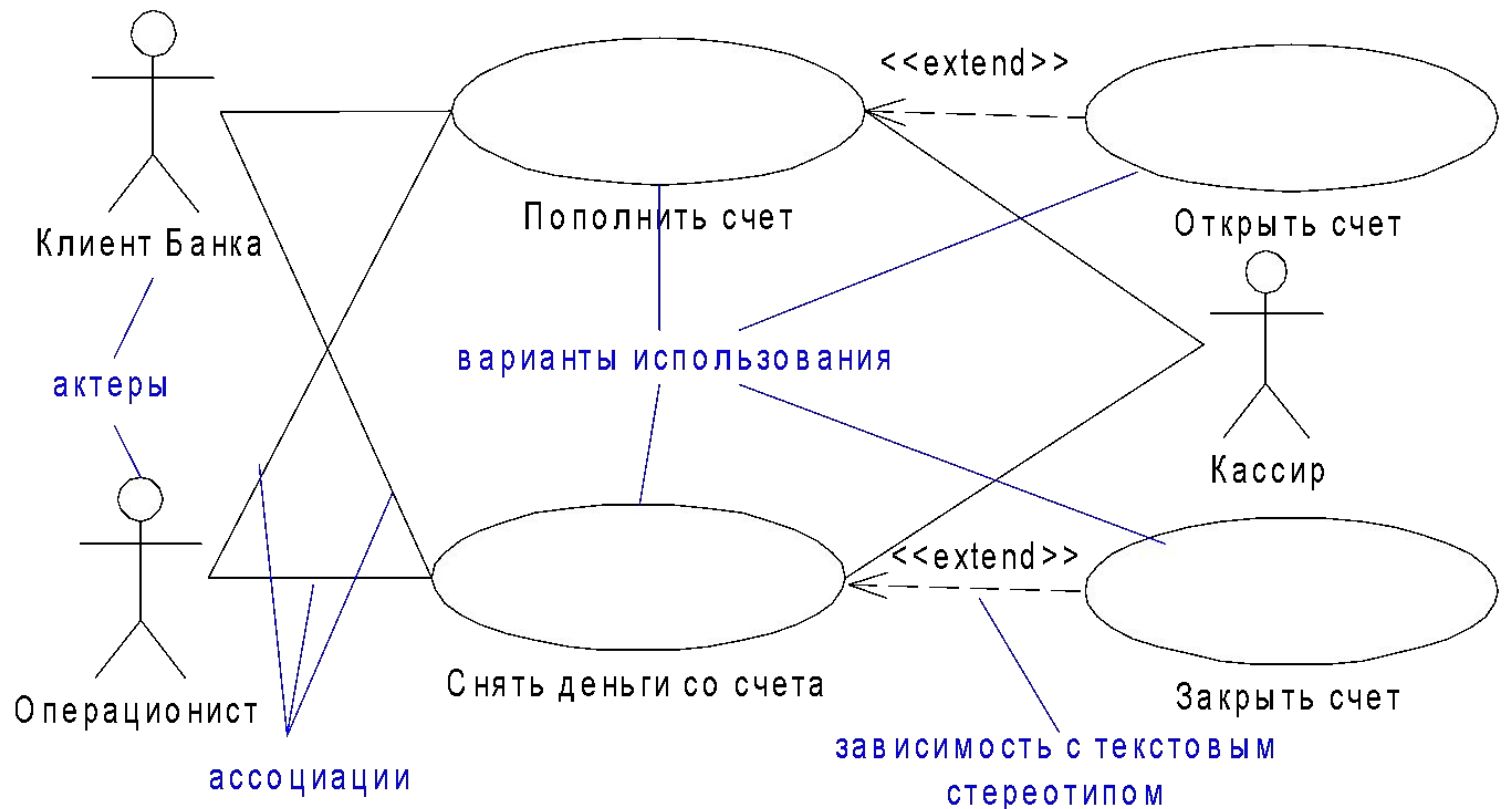 <<extend>>
Пополнить счет
Открыть счет
Клиент Банка
варианты использования
актеры
Кассир
<<extend>>
Снять деньги со счета
Закрыть счет
Операционист
зависимость с текстовым
стереотипом
ассоциации